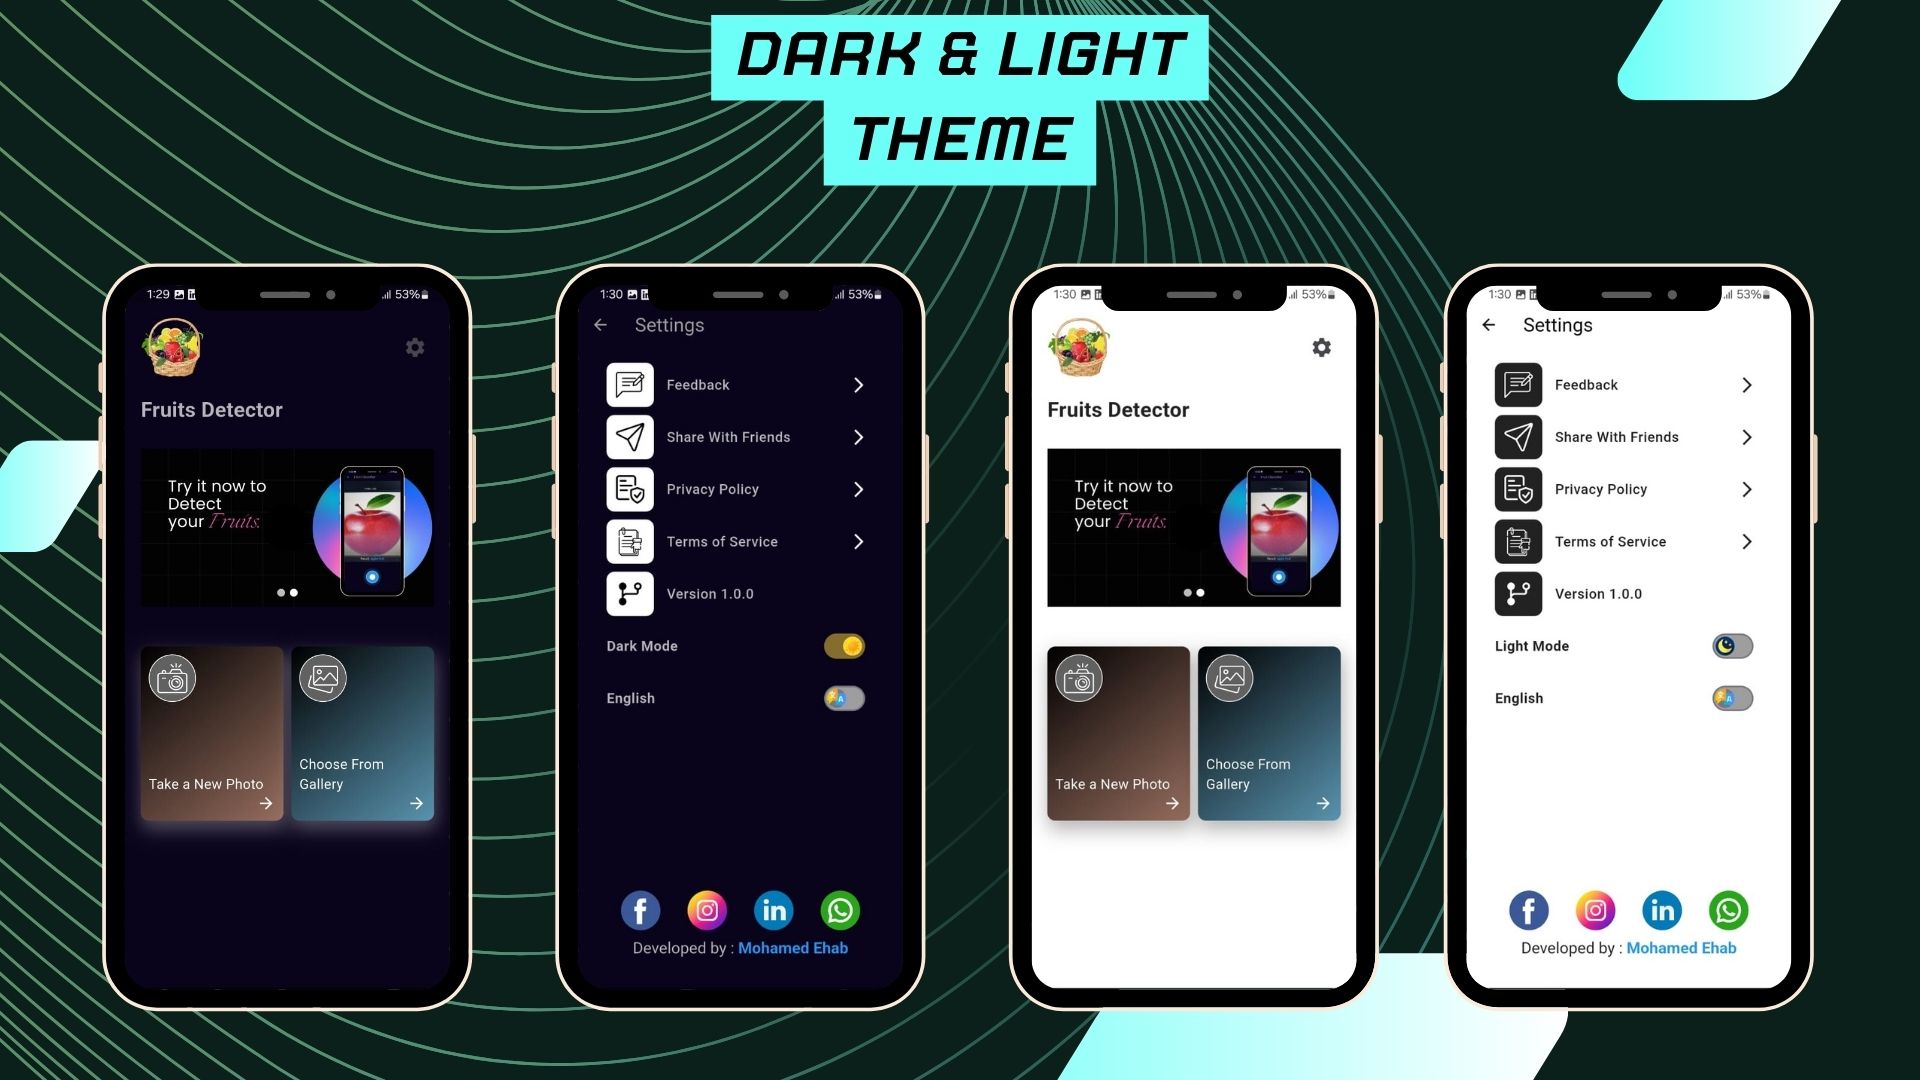 DARK & LIGHT
THEME
1:29
53%
Fruits Detector
Try it now to
Detect
your Fruits.
Take a New Photo
Choose From
Gallery
1:30
53%
Settings
Feedback
Share With Friends
Privacy Policy
Terms of Service
Version 1.0.0
Dark Mode
English
Developed by : Mohamed Ehab
1:30
53%
Fruits Detector
Try it now to
Detect
your Fruits.
Take a New Photo
Choose From
Gallery
1:30
53%
Settings
Feedback
Share With Friends
Privacy Policy
Terms of Service
Version 1.0.0
Light Mode
English
Developed by : Mohamed Ehab